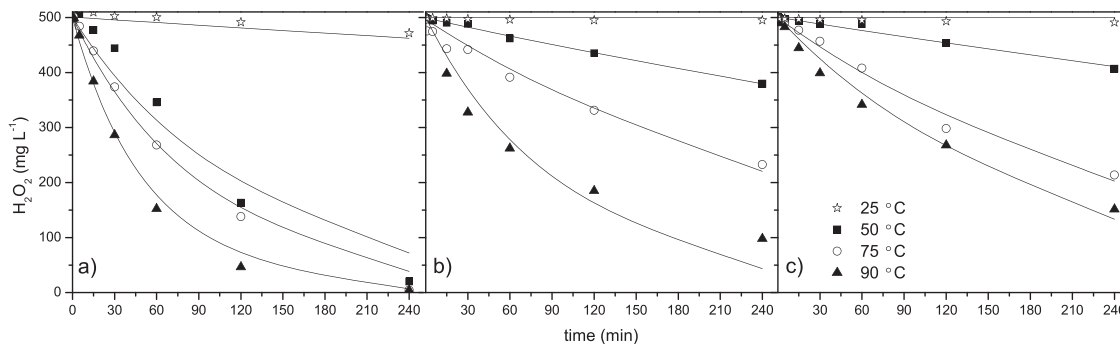 H₂O₂ (mg L⁻¹)
500
400
300
200
100
0
a)
b)
c)
25 °C
50 °C
75 °C
90 °C
0 30 60 90 120 150 180 210 240
30 60 90 120 150 180 210 240
30 60 90 120 150 180 210 240
time (min)